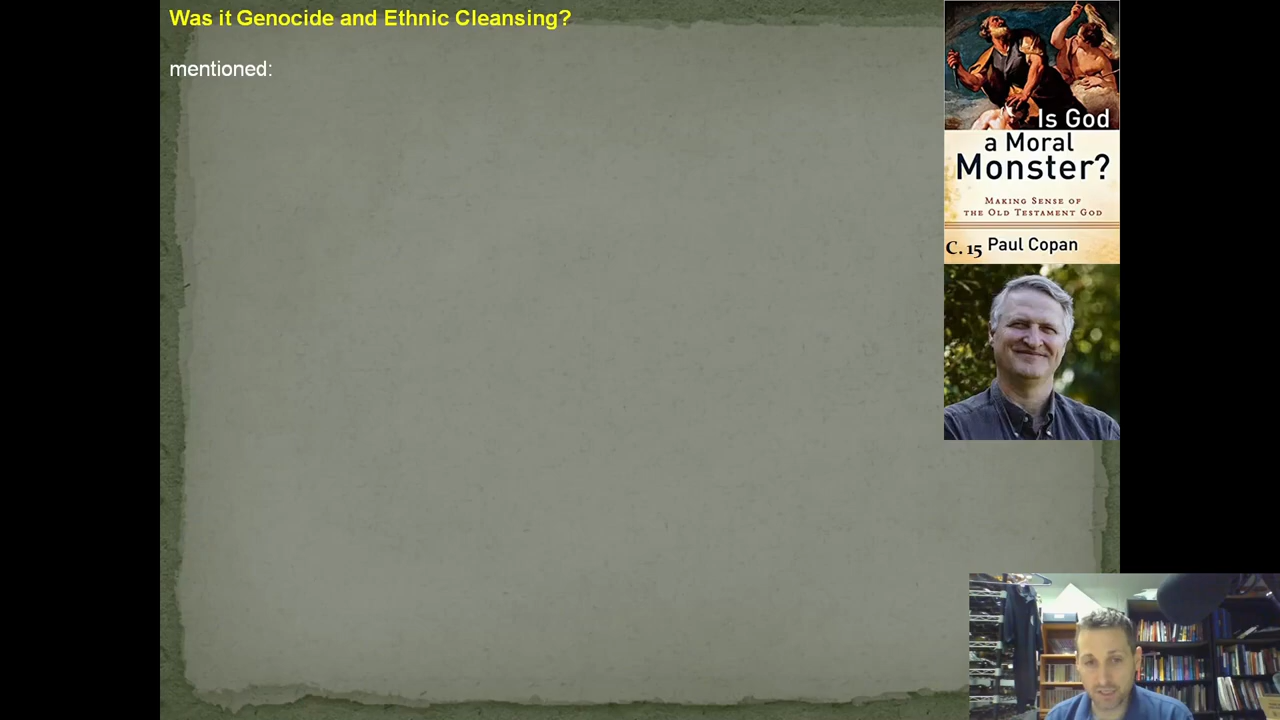 Was it Genocide and Ethnic Cleansing?
mentioned:
Is God
a Moral
Monster?
MAKING SENSE OF
THE OLD TESTAMENT GOD
C. 15 Paul Copan